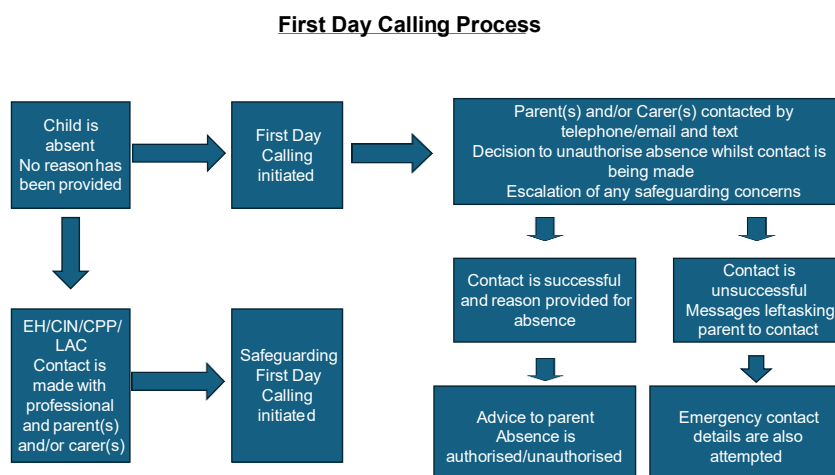 First Day Calling Process
Child is
absent
No reason has
been provided
First Day
Calling
initiated
Parent(s) and/or Carer(s) contacted by
telephone/email and text
Decision to unauthorise absence whilst contact is
being made
Escalation of any safeguarding concerns
Contact is successful
and reason provided for
absence
Contact is
unsuccessful
Messages left asking
parent to contact
EH/CIN/CPP/
LAC
Contact is
made with
professional
and parent(s)
and/or carer(s)
Safeguarding
First Day
Calling
initiated
Advice to parent
Absence is
authorised/unauthorised
Emergency contact
details are also
attempted